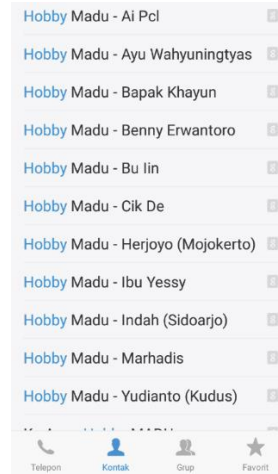 Hobby Madu - Ai Pcl
Hobby Madu - Ayu Wahyuningtyas
Hobby Madu - Bapak Khayun
Hobby Madu - Benny Erwantoro
Hobby Madu - Bu Iin
Hobby Madu - Cik De
Hobby Madu - Herjoyo (Mojokerto)
Hobby Madu - Ibu Yessy
Hobby Madu - Indah (Sidoarjo)
Hobby Madu - Marhadis
Hobby Madu - Yudianto (Kudus)
Telepon Kontak Grup Favorit